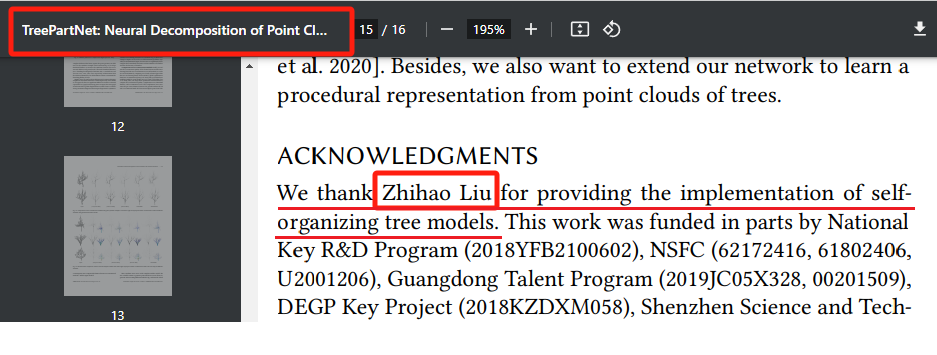 TreePartNet: Neural Decomposition of Point Cl...
15 / 16
195%
12
13
et al. 2020]. Besides, we also want to extend our network to learn a
procedural representation from point clouds of trees.
ACKNOWLEDGMENTS
We thank Zhihao Liu for providing the implementation of self-
organizing tree models. This work was funded in parts by National
Key R&D Program (2018YFB2100602), NSFC (62172416, 61802406,
U2001206), Guangdong Talent Program (2019JC05X328, 00201509),
DEGP Key Project (2018KZDXM058), Shenzhen Science and Tech-